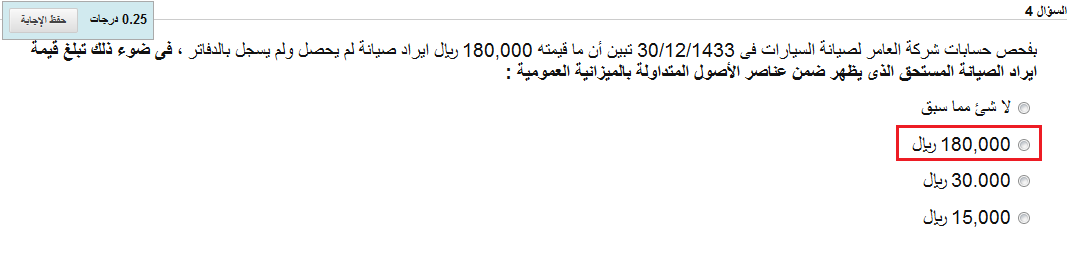 السؤال 4
0.25 درجات
حفظ الإجابة
بفحص حسابات شركة العامر لصيانة السيارات فى 30/12/1433 تبين أن ما قيمته 180,000 ريال ايراد صيانة لم يحصل ولم يسجل بالدفاتر ، فى ضوء ذلك تبلغ قيمة
ايراد الصيانة المستحق الذى يظهر ضمن عناصر الأصول المتداولة بالميزانية العمومية :
لا شئ مما سبق
180,000 ريال
30.000 ريال
15,000 ريال